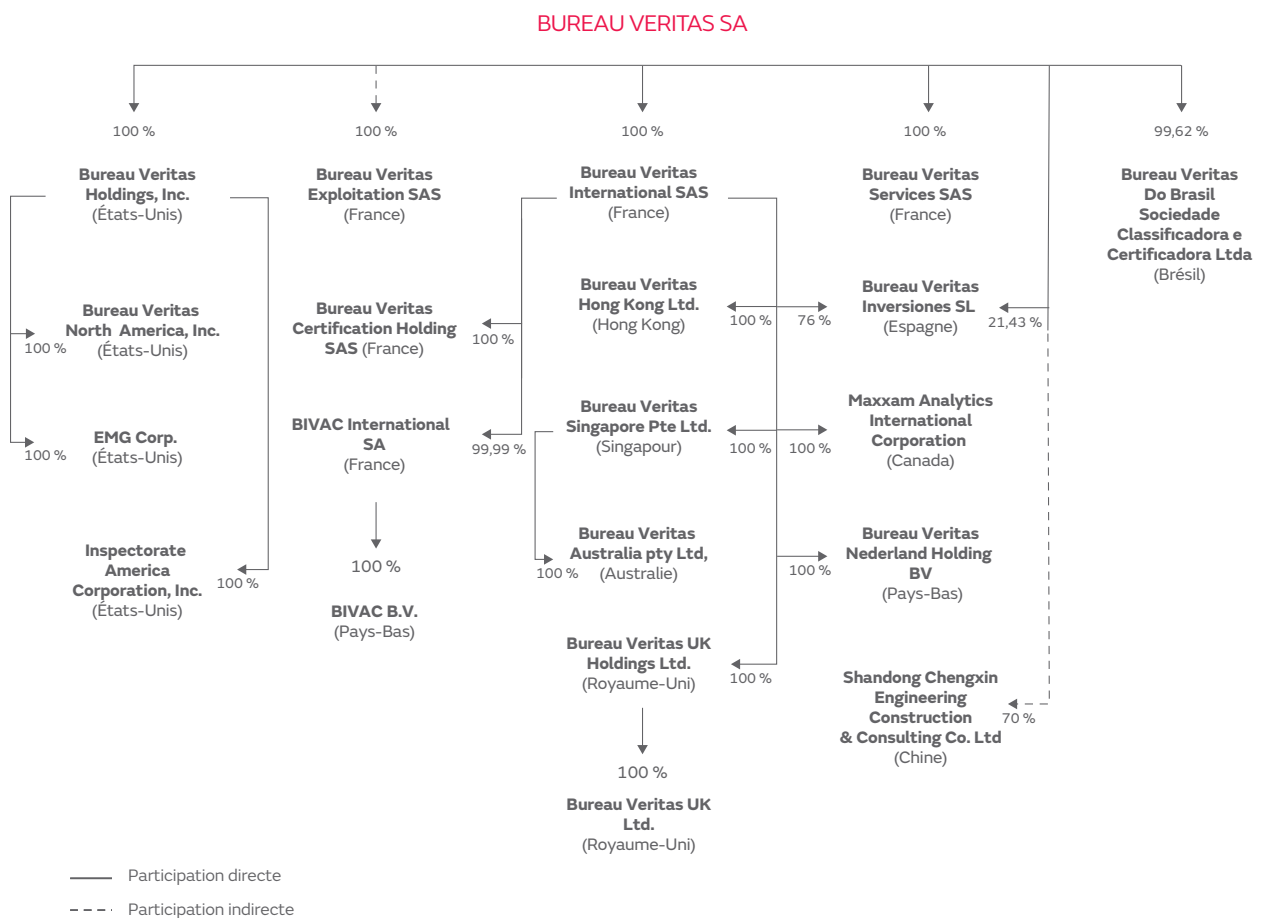 BUREAU VERITAS SA
100 %
100 %
100 %
100 %
99,62 %
Bureau Veritas
Holdings, Inc.
(États-Unis)
Bureau Veritas
Exploitation SAS
(France)
Bureau Veritas
International SAS
(France)
Bureau Veritas
Services SAS
(France)
Bureau Veritas
Do Brasil
Sociedade
Classificadora e
Certificadora Ltda
(Brésil)
Bureau Veritas
North America, Inc.
(États-Unis)
100 %
Bureau Veritas
Certification Holding
SAS (France)
100 %
Bureau Veritas
Hong Kong Ltd.
(Hong Kong)
100 %
76 %
Bureau Veritas
Inversiones SL
(Espagne)
21,43 %
EMG Corp.
(États-Unis)
100 %
BIVAC International
SA
(France)
99,99 %
Bureau Veritas
Singapore Pte Ltd.
(Singapour)
100 %
100 %
Maxxam Analytics
International
Corporation
(Canada)
Inspectorate
America
Corporation, Inc.
(États-Unis)
100 %
100 %
BIVAC B.V.
(Pays-Bas)
Bureau Veritas
Australia pty Ltd,
(Australie)
100 %
100 %
Bureau Veritas
Nederland Holding
BV
(Pays-Bas)
Bureau Veritas UK
Holdings Ltd.
(Royaume-Uni)
100 %
Shandong Chengxin
Engineering
Construction
& Consulting Co. Ltd
(Chine)
70 %
100 %
Bureau Veritas UK
Ltd.
(Royaume-Uni)
Participation directe
Participation indirecte